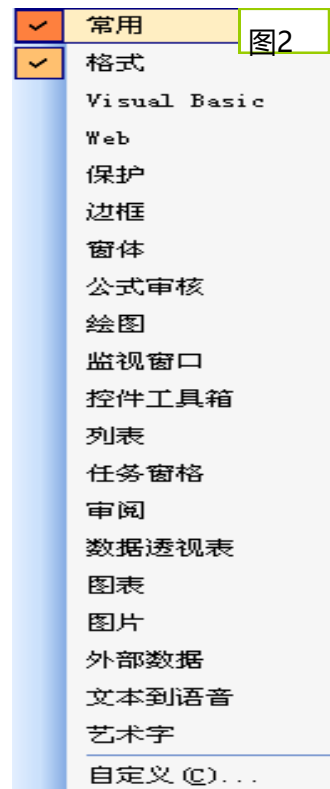 常用
图2
格式
Visual Basic
Web
保护
边框
窗体
公式审核
绘图
监视窗口
控件工具箱
列表
任务窗格
审阅
数据透视表
图表
图片
外部数据
文本到语音
艺术字
自定义(C)...